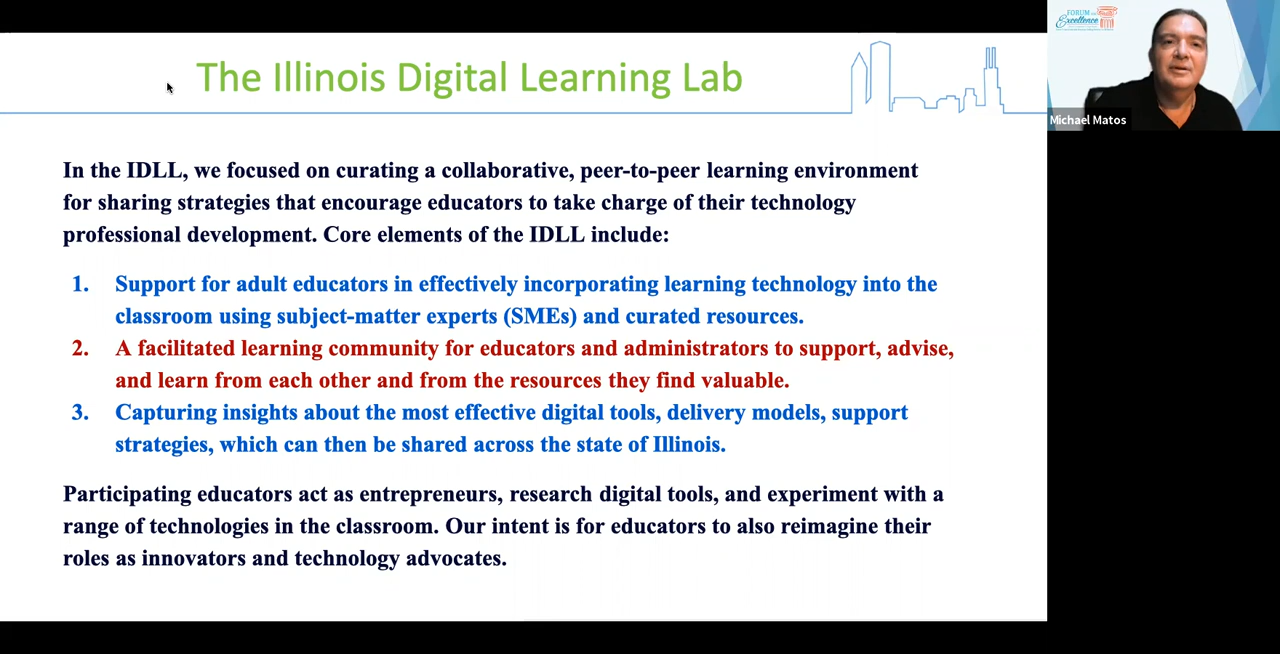 The Illinois Digital Learning Lab
FORUM
Excellence
Michael Matos
In the IDLL, we focused on curating a collaborative, peer-to-peer learning environment
for sharing strategies that encourage educators to take charge of their technology
professional development. Core elements of the IDLL include:
1. Support for adult educators in effectively incorporating learning technology into the
classroom using subject-matter experts (SMEs) and curated resources.
2. A facilitated learning community for educators and administrators to support, advise,
and learn from each other and from the resources they find valuable.
3. Capturing insights about the most effective digital tools, delivery models, support
strategies, which can then be shared across the state of Illinois.
Participating educators act as entrepreneurs, research digital tools, and experiment with a
range of technologies in the classroom. Our intent is for educators to also reimagine their
roles as innovators and technology advocates.